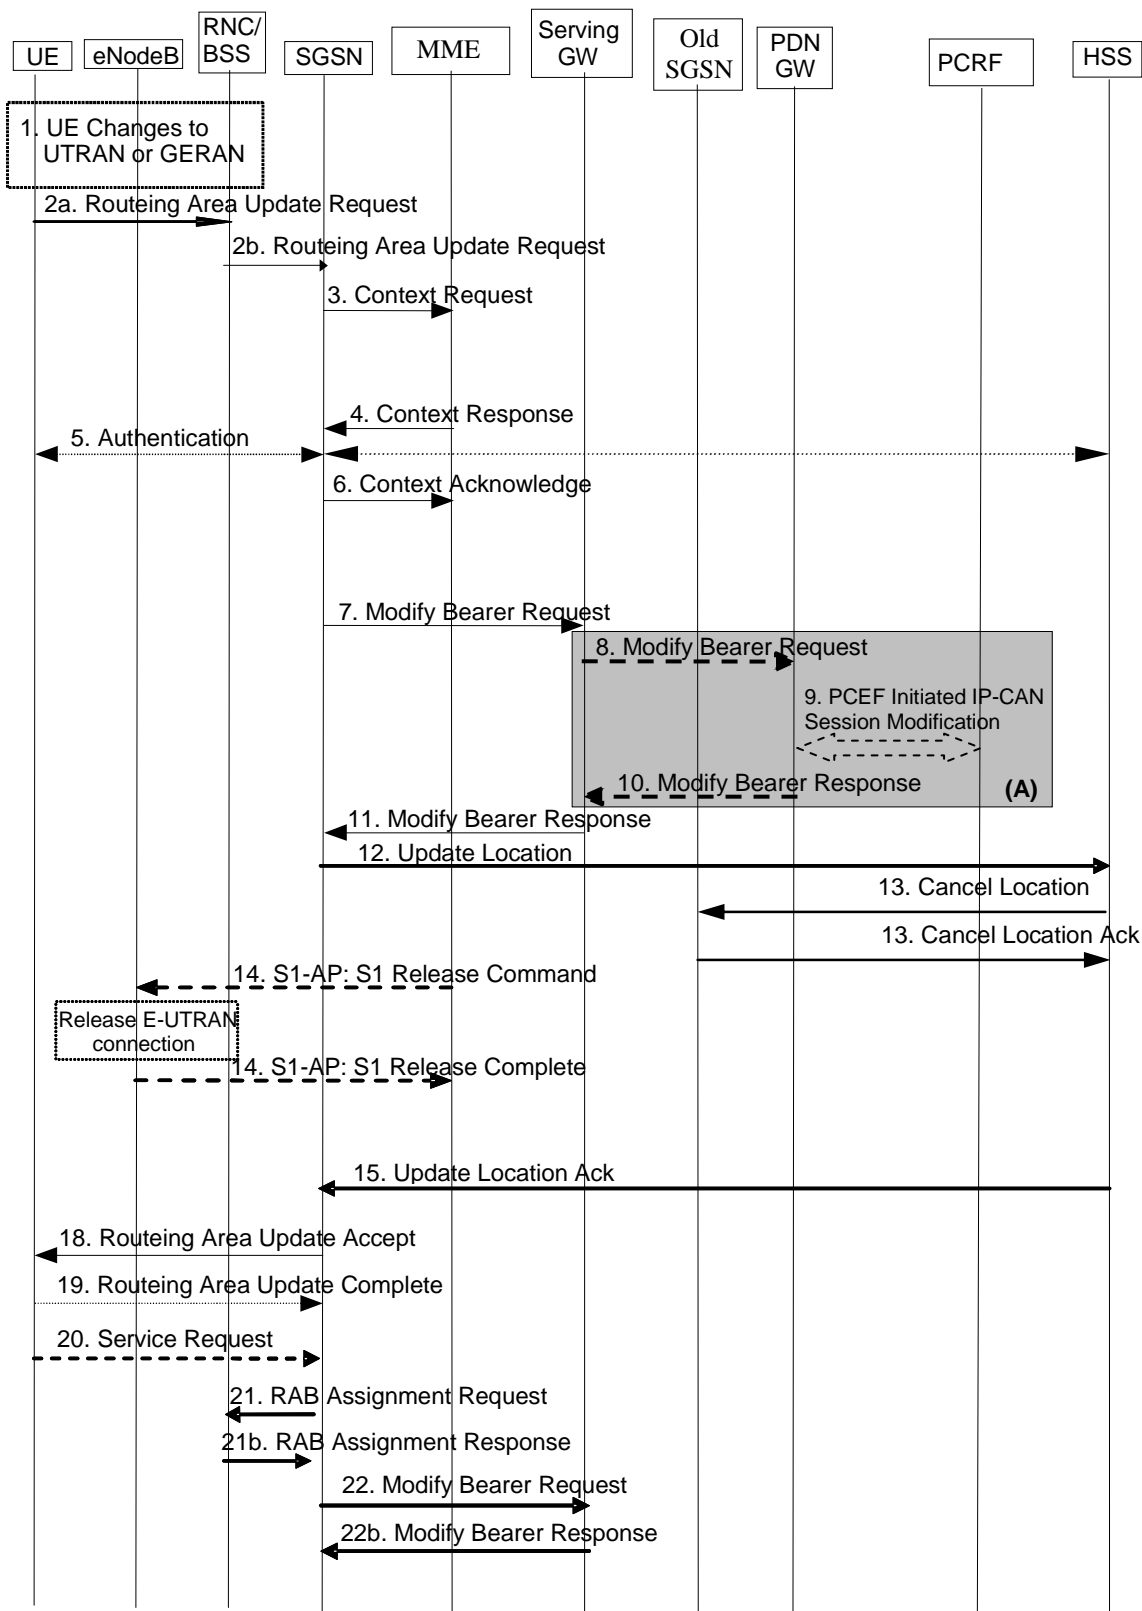 UE
eNodeB
RNC/
BSS
SGSN
MME
Serving
GW
Old
SGSN
PDN
GW
PCRF
HSS
1. UE Changes to
UTRAN or GERAN
2a. Routeing Area Update Request
2b. Routeing Area Update Request
3. Context Request
4. Context Response
5. Authentication
6. Context Acknowledge
7. Modify Bearer Request
8. Modify Bearer Request
9. PCEF Initiated IP-CAN
Session Modification
10. Modify Bearer Response
(A)
11. Modify Bearer Response
12. Update Location
13. Cancel Location
13. Cancel Location Ack
14. S1-AP: S1 Release Command
Release E-UTRAN
connection
14. S1-AP: S1 Release Complete
15. Update Location Ack
18. Routeing Area Update Accept
19. Routeing Area Update Complete
20. Service Request
21. RAB Assignment Request
21b. RAB Assignment Response
22. Modify Bearer Request
22b. Modify Bearer Response